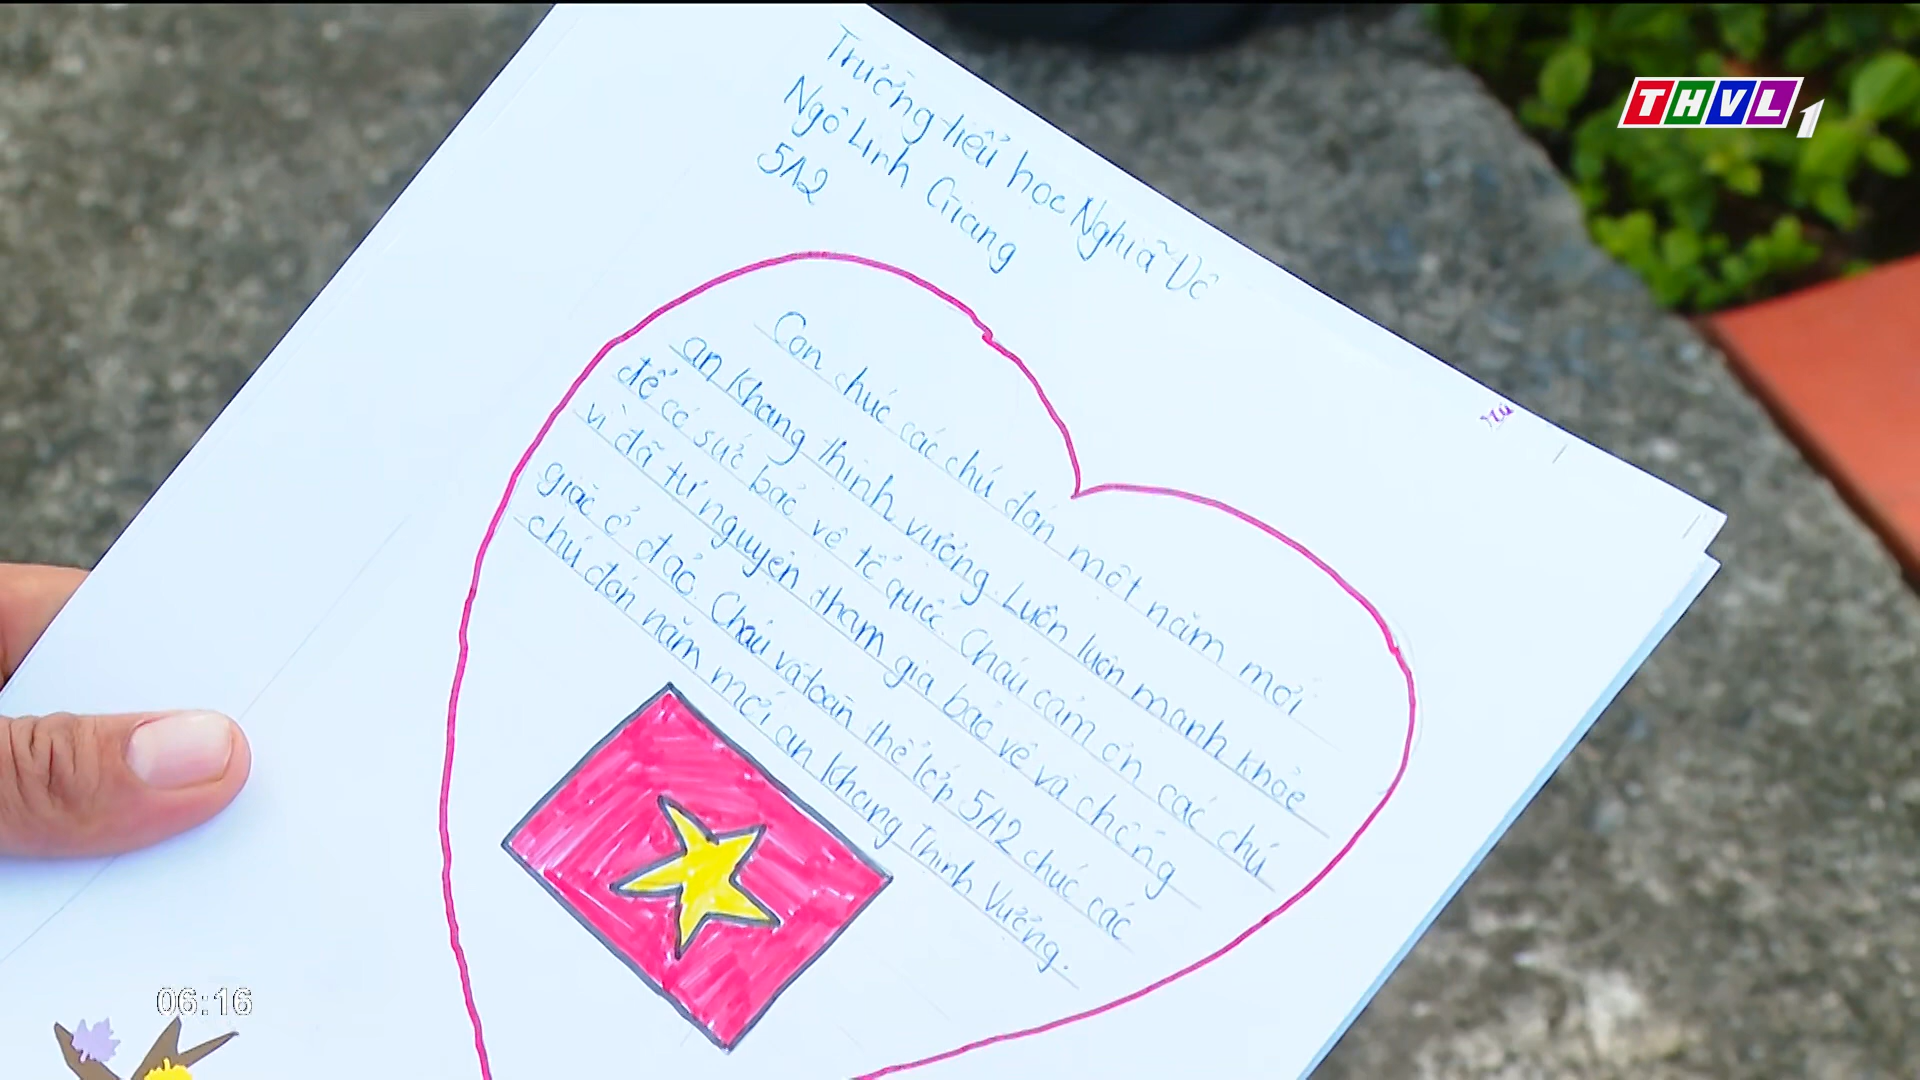 THVL1
Trường tiểu học Nghĩa Đô
Ngô Linh Giang
5A2
Con chúc các chú đón một năm mới
an khang thịnh vượng. Luôn luôn mạnh khỏe
để có sức bảo vệ tổ quốc. Cháu cảm ơn các chú
vì đã tự nguyện tham gia bảo vệ và chống
giặc ở đảo. Cháu và toàn thể lớp 5A2 chúc các
chú đón năm mới an khang Thịnh Vượng.
06:16